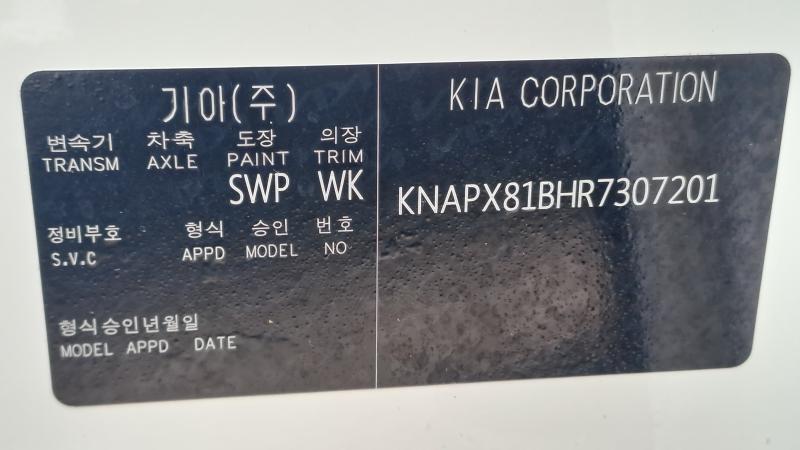 기아(주)
변속기 차축 도장 의장
TRANSM AXLE PAINT TRIM
SWP WK
정비부호 형식 승인 번호
S.V.C APPD MODEL NO
형식승인년월일
MODEL APPD DATE
KIA CORPORATION
KNAPX81BHR7307201